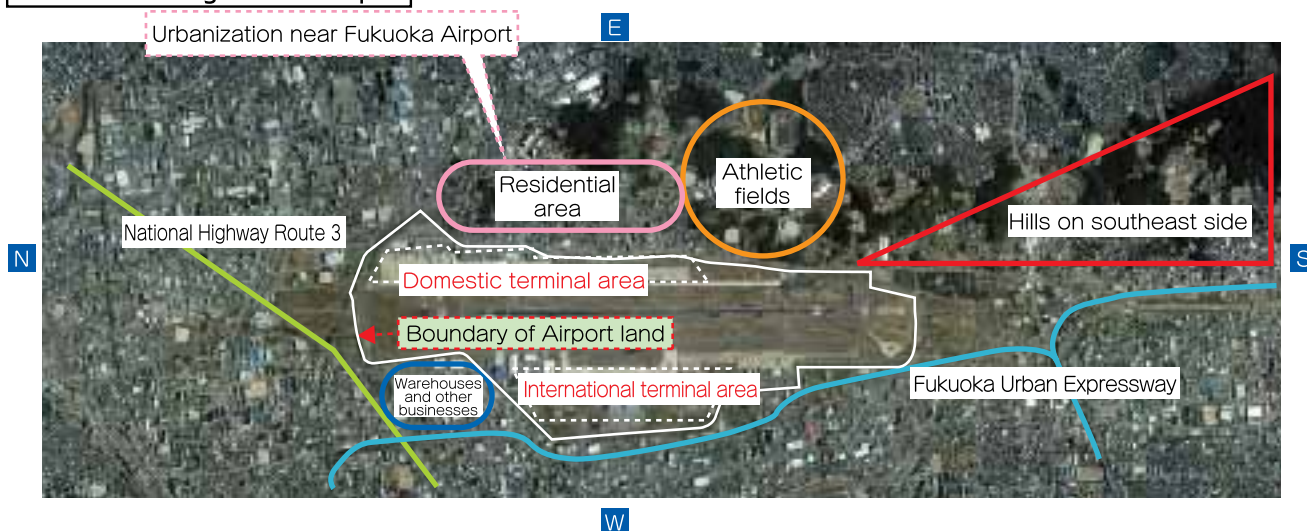 E
Urbanization near Fukuoka Airport
Residential
area
Athletic
fields
National Highway Route 3
Hills on southeast side
N
S
Domestic terminal area
Boundary of Airport land
Warehouses
and other
businesses
International terminal area
Fukuoka Urban Expressway
W